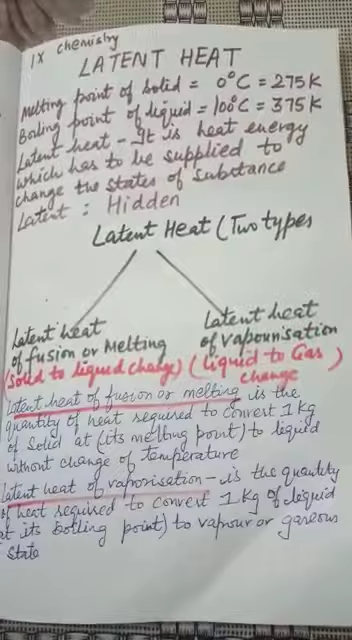 IX chemistry
LATENT HEAT
Melting point of solid = 0°C = 275K
Boiling point of liquid = 100°C = 375K
Latent heat - It is heat energy
which has to be supplied to
change the states of substance
Latent : Hidden
Latent Heat (Two types
Latent heat
of fusion or Melting
(Solid to liquid change)
Latent heat
of vapourisation
(Liquid to Gas
change
Latent heat of fusion or melting is the
quantity of heat required to convert 1 Kg
of solid at (its melting point) to liquid
without change of temperature
Latent heat of vaporisation - is the quantity
of heat required to convert 1 Kg of liquid
at its boiling point) to vapour or gaseous
state